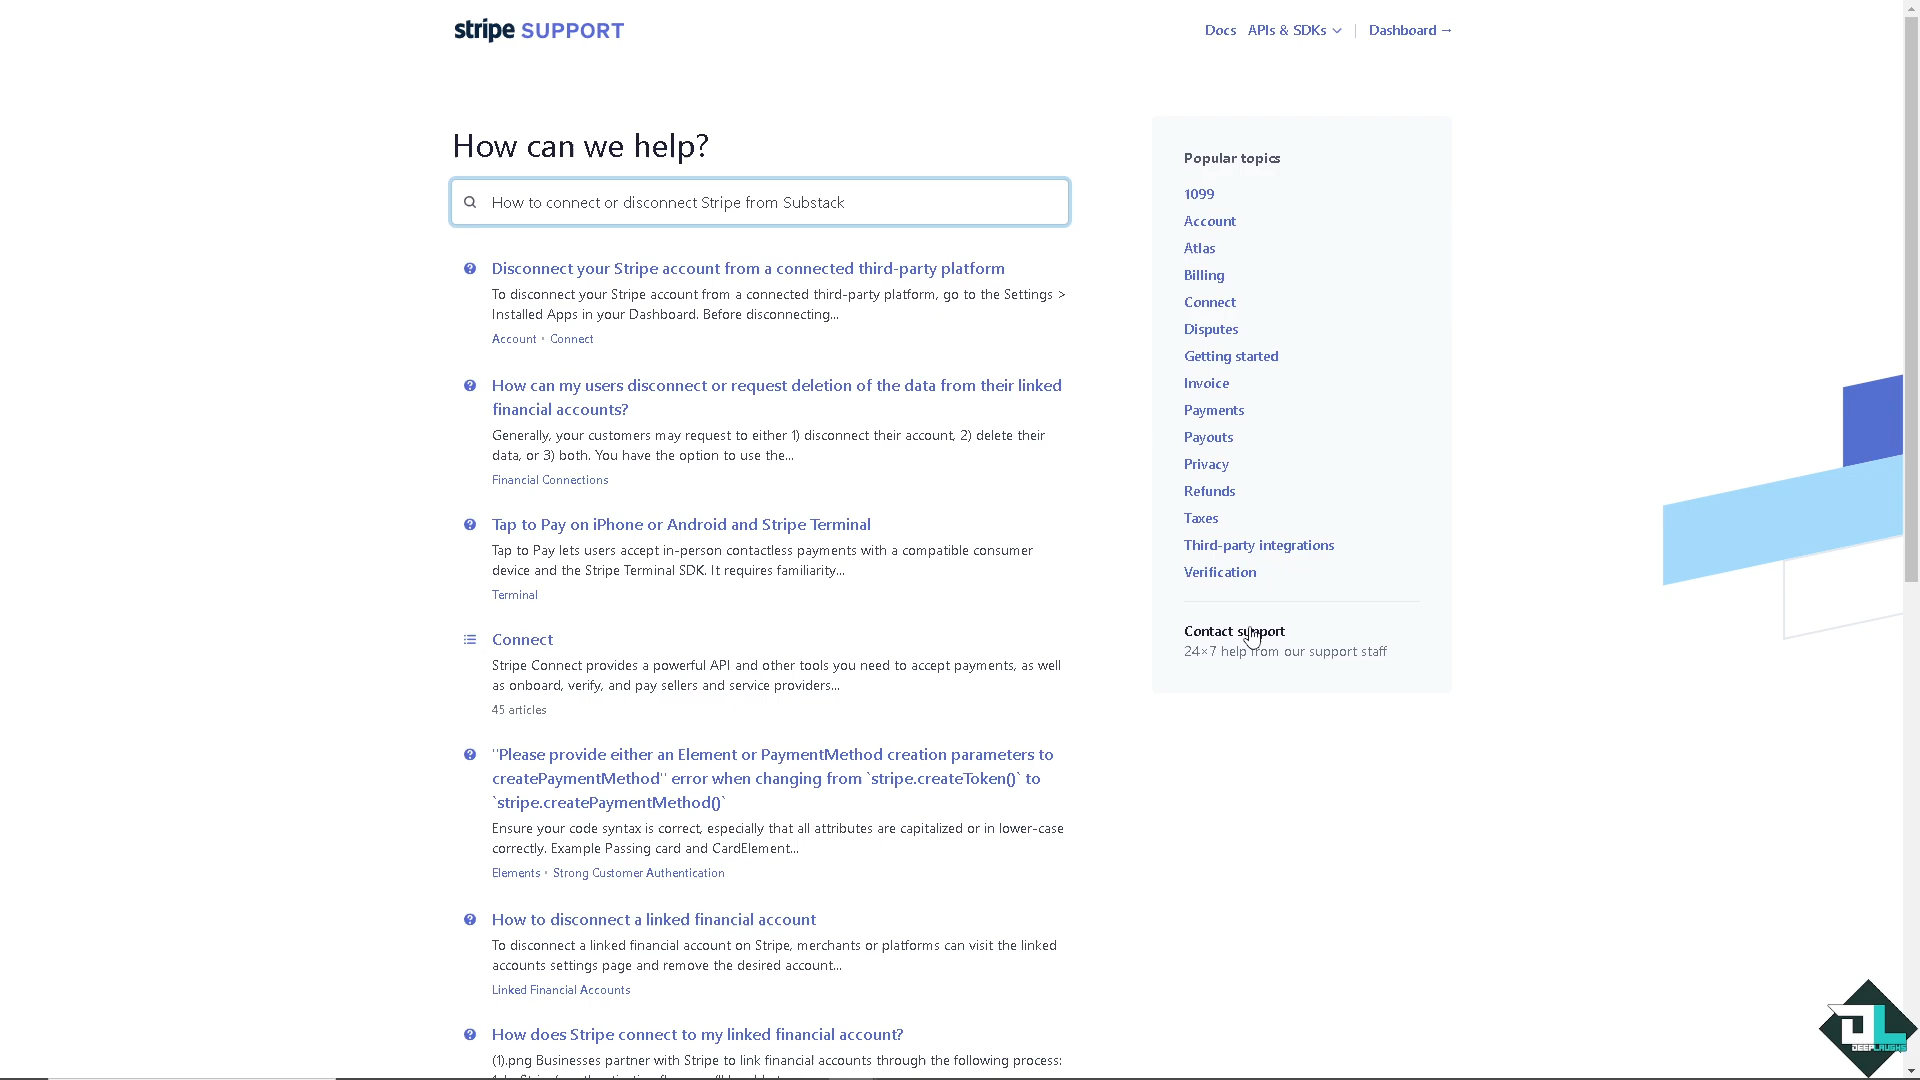 stripe SUPPORT
Docs APIs & SDKs | Dashboard →
How can we help?
How to connect or disconnect Stripe from Substack
Disconnect your Stripe account from a connected third-party platform
To disconnect your Stripe account from a connected third-party platform, go to the Settings >
Installed Apps in your Dashboard. Before disconnecting...
Account • Connect
How can my users disconnect or request deletion of the data from their linked
financial accounts?
Generally, your customers may request to either 1) disconnect their account, 2) delete their
data, or 3) both. You have the option to use the...
Financial Connections
Tap to Pay on iPhone or Android and Stripe Terminal
Tap to Pay lets users accept in-person contactless payments with a compatible consumer
device and the Stripe Terminal SDK. It requires familiarity...
Terminal
Connect
Stripe Connect provides a powerful API and other tools you need to accept payments, as well
as onboard, verify, and pay sellers and service providers...
45 articles
"Please provide either an Element or PaymentMethod creation parameters to
createPaymentMethod" error when changing from `stripe.createToken()` to
`stripe.createPaymentMethod()`
Ensure your code syntax is correct, especially that all attributes are capitalized or in lower-case
correctly. Example Passing card and CardElement...
Elements • Strong Customer Authentication
How to disconnect a linked financial account
To disconnect a linked financial account on Stripe, merchants or platforms can visit the linked
accounts settings page and remove the desired account...
Linked Financial Accounts
How does Stripe connect to my linked financial account?
(1).png Businesses partner with Stripe to link financial accounts through the following process:
Popular topics
1099
Account
Atlas
Billing
Connect
Disputes
Getting started
Invoice
Payments
Payouts
Privacy
Refunds
Taxes
Third-party integrations
Verification
Contact support
24×7 help from our support staff
DL
DEEPLAUGHS